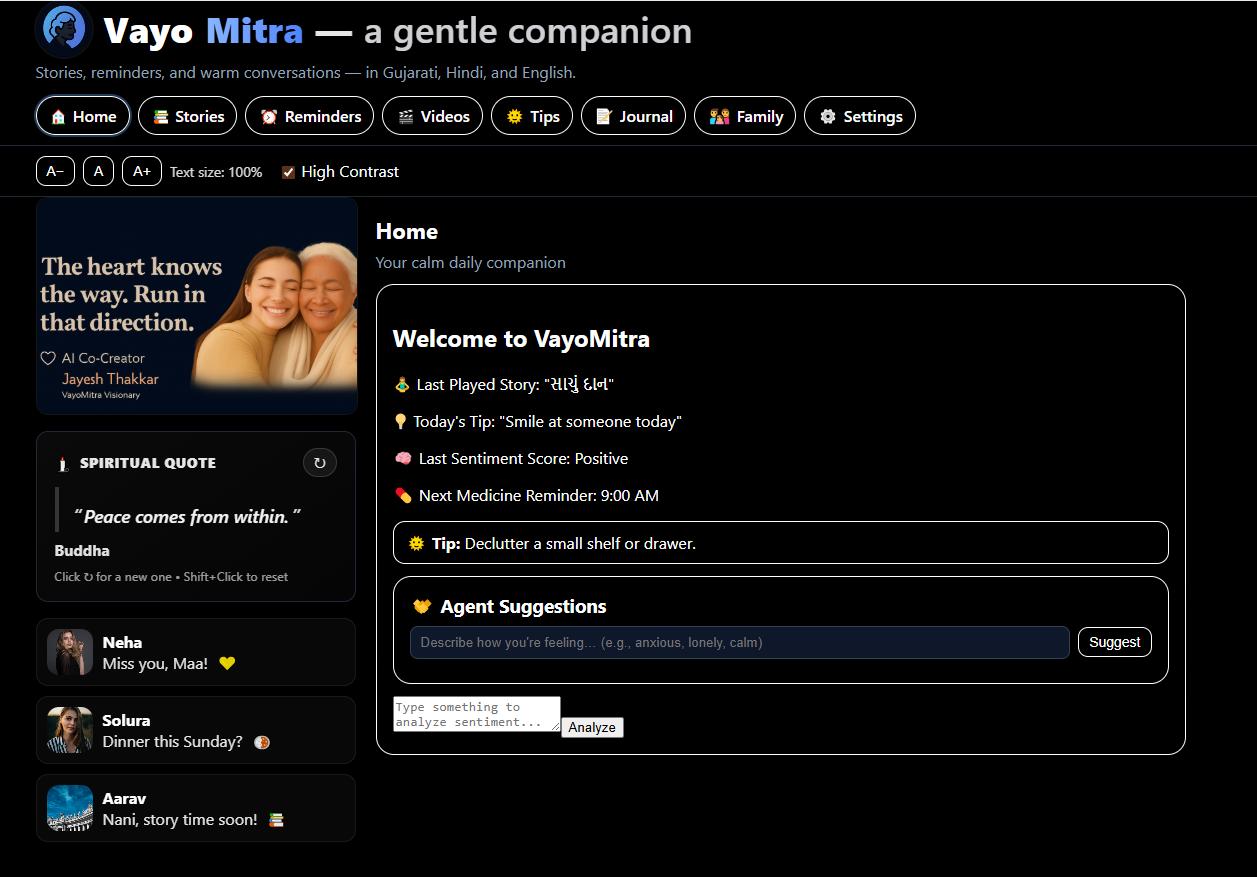 Vayo Mitra — a gentle companion
Stories, reminders, and warm conversations — in Gujarati, Hindi, and English.
🏠 Home 📚 Stories ⏰ Reminders 🎬 Videos 🌞 Tips 📝 Journal 👨‍👩‍👧 Family ⚙️ Settings
A− A A+ Text size: 100% High Contrast
The heart knows
the way. Run in
that direction.
AI Co-Creator
Jayesh Thakkar
VayoMitra Visionary
🕯️ SPIRITUAL QUOTE ↻
“Peace comes from within.”
Buddha
Click ↻ for a new one • Shift+Click to reset
Neha
Miss you, Maa! 💛
Solura
Dinner this Sunday? 🍛
Aarav
Nani, story time soon! 📚
Home
Your calm daily companion
Welcome to VayoMitra
Last Played Story: "સાચું દાન"
Today's Tip: "Smile at someone today"
🧠 Last Sentiment Score: Positive
💊 Next Medicine Reminder: 9:00 AM
🌞 Tip: Declutter a small shelf or drawer.
🤝 Agent Suggestions
Describe how you're feeling… (e.g., anxious, lonely, calm) Suggest
Type something to
analyze sentiment...
Analyze